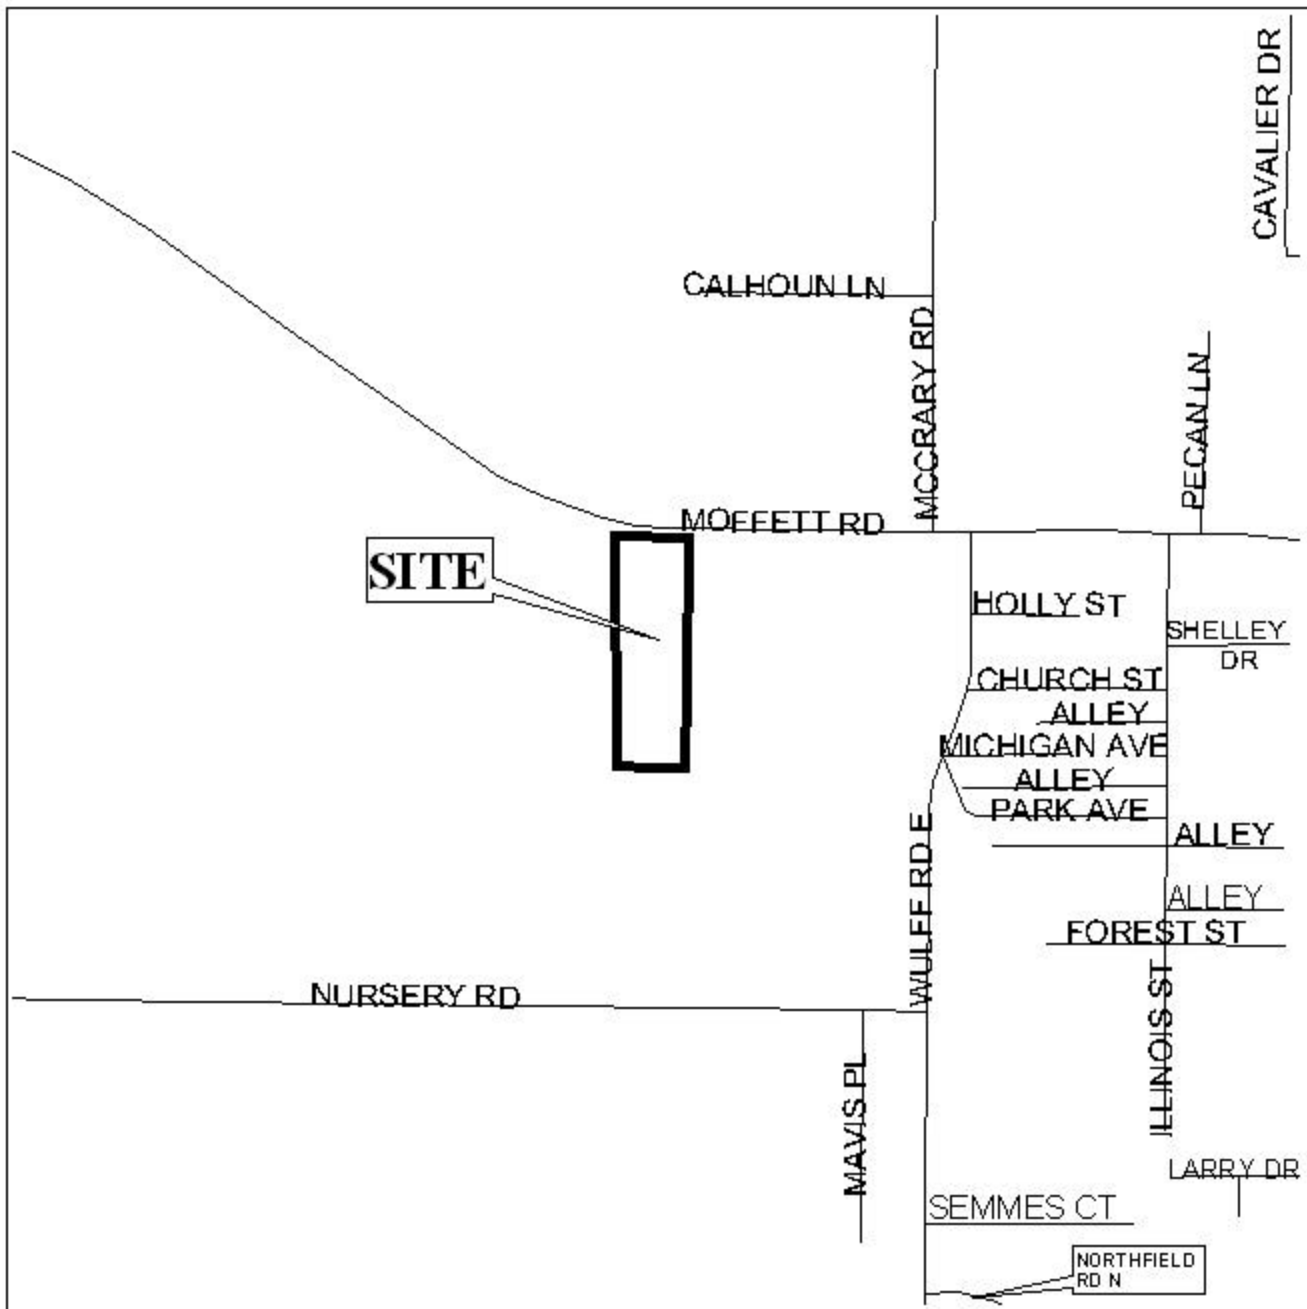 CAVALIER DR
CALHOUN LN
MCCRARY RD
PECAN LN
MOFFETT RD
SITE
HOLLY ST
SHELLEY
DR
CHURCH ST
ALLEY
MICHIGAN AVE
ALLEY
PARK AVE
ALLEY
WULFF RD E
ALLEY
FOREST ST
NURSERY RD
ILLINOIS ST
MAVIS PL
LARRY DR
SEMMES CT
NORTHFIELD
RD N